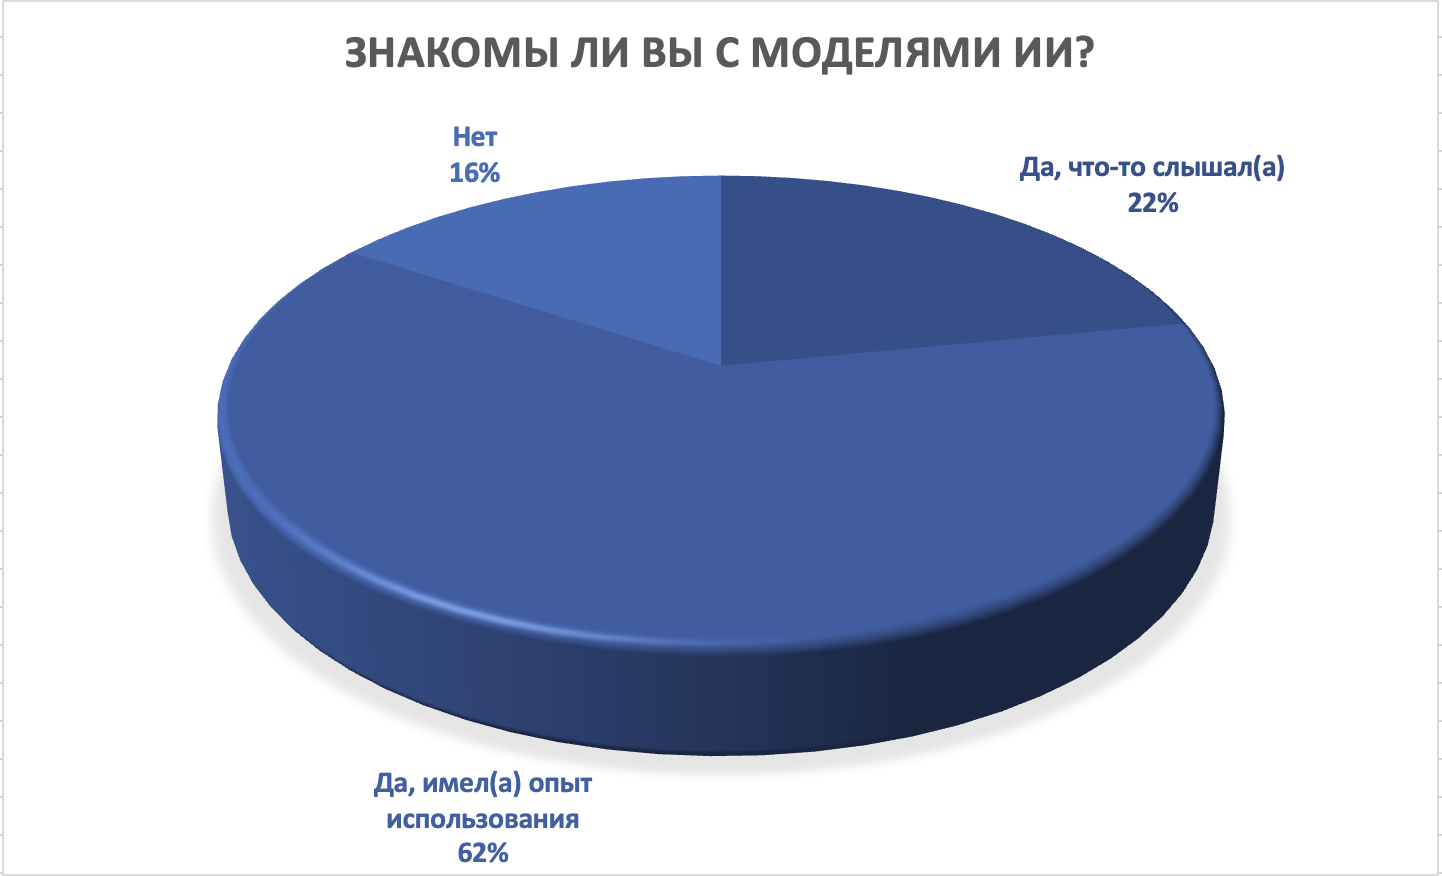 ЗНАКОМЫ ЛИ ВЫ С МОДЕЛЯМИ ИИ?
Нет
16%
Да, что-то слышал(а)
22%
Да, имел(а) опыт
использования
62%